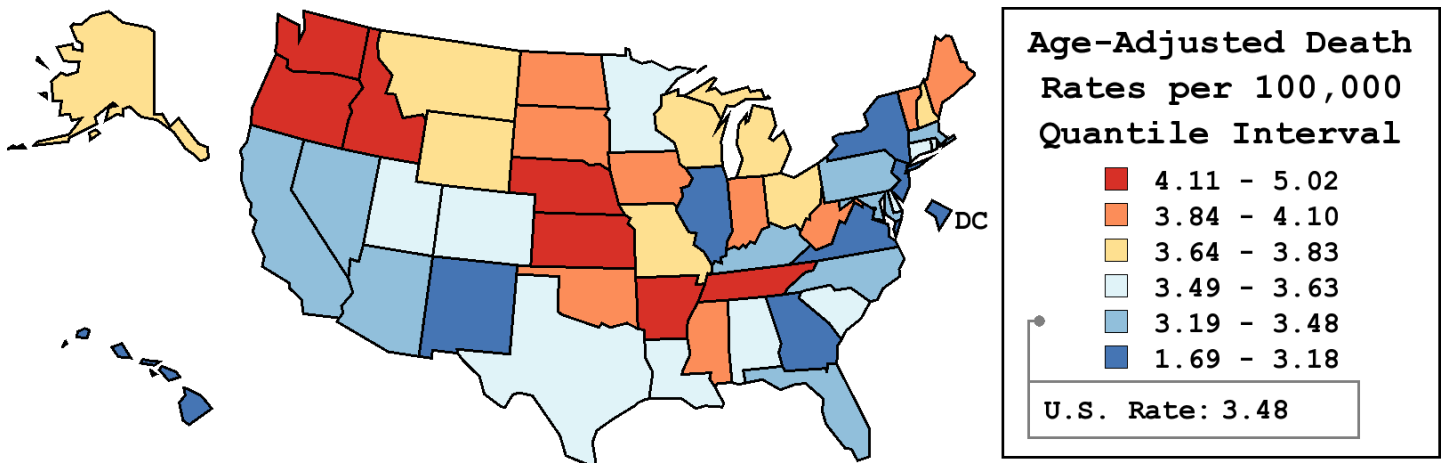 Age-Adjusted Death
Rates per 100,000
Quantile Interval
4.11 - 5.02
3.84 - 4.10
3.64 - 3.83
3.49 - 3.63
3.19 - 3.48
1.69 - 3.18
U.S. Rate: 3.48
DC